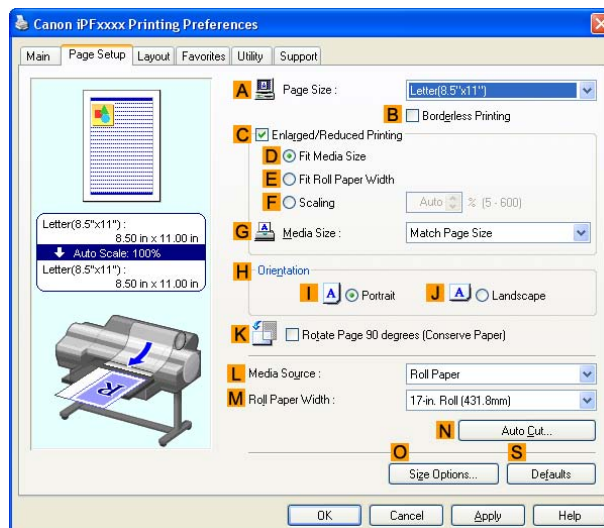 Canon iPFxxxx Printing Preferences
Main Page Setup Layout Favorites Utility Support
A Page Size : Letter(8.5"x11")
B Borderless Printing
C Enlarged/Reduced Printing
D Fit Media Size
E Fit Roll Paper Width
F Scaling Auto % (5 - 600)
G Media Size : Match Page Size
Letter(8.5"x11") :
8.50 in x 11.00 in
Auto Scale: 100%
Letter(8.5"x11") :
8.50 in x 11.00 in
H Orientation
I A Portrait J A Landscape
K Rotate Page 90 degrees (Conserve Paper)
R
L Media Source : Roll Paper
M Roll Paper Width : 17-in. Roll (431.8mm)
N Auto Cut...
O S
Size Options... Defaults
OK Cancel Apply Help